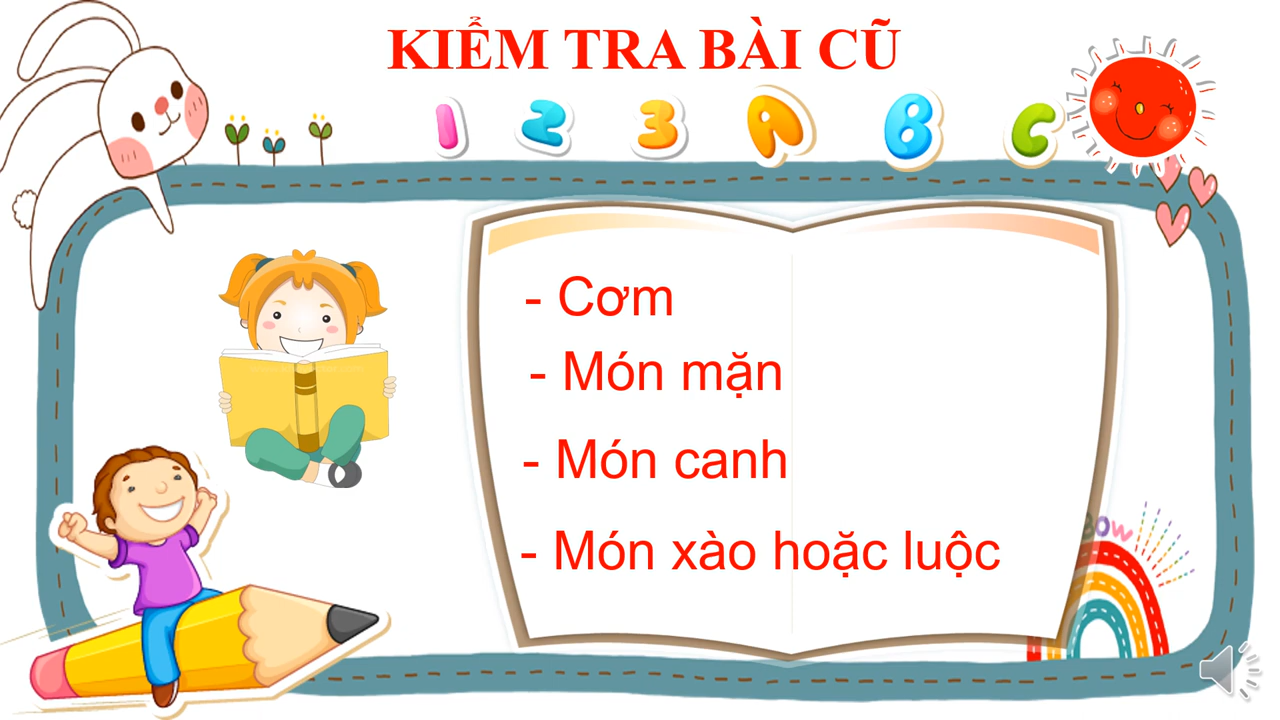 KIỂM TRA BÀI CŨ
1 2 3 A B C
- Cơm
- Món mặn
- Món canh
- Món xào hoặc luộc